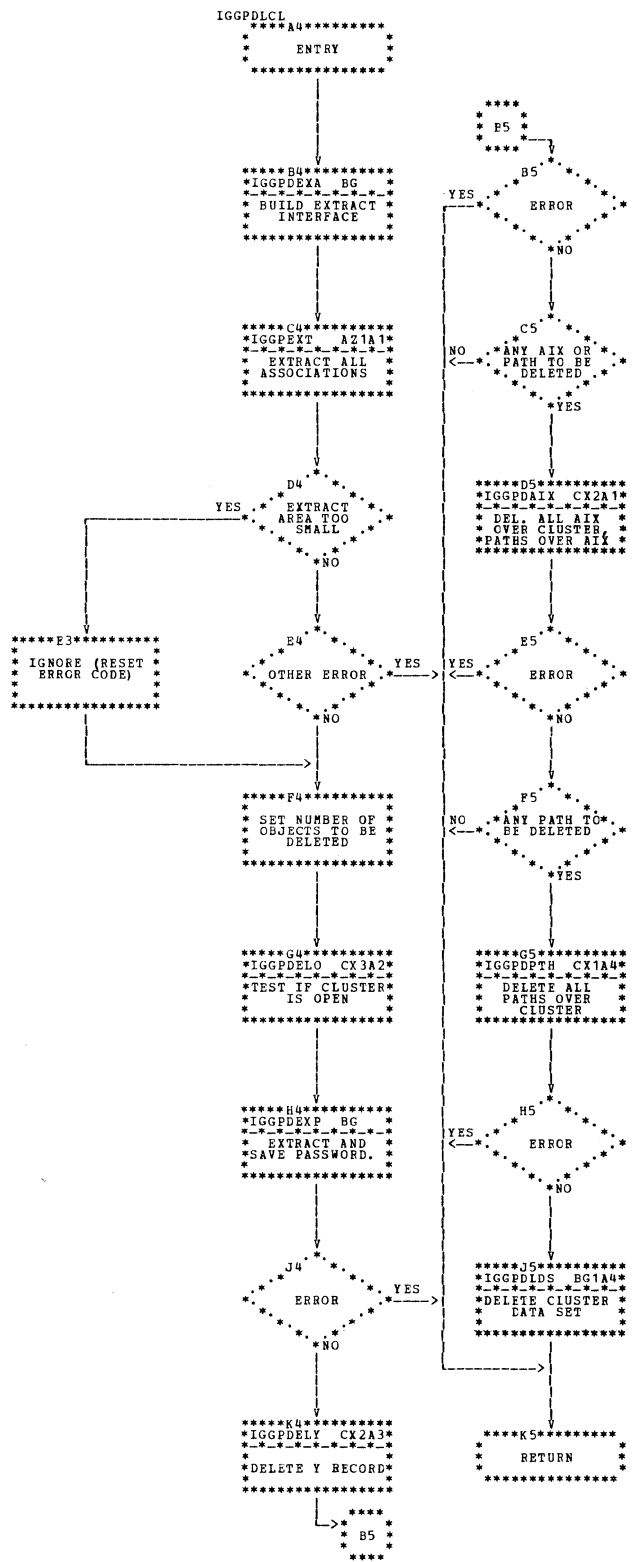 IGGPDLCL
A4
ENTRY
B4
IGGPDEXA BG
BUILD EXTRACT
INTERFACE
C4
IGGPEXT AZ1A1
EXTRACT ALL
ASSOCIATIONS
D4
EXTRACT
AREA TOO
SMALL
YES
NO
E3
IGNORE (RESET
ERROR CODE)
E4
OTHER ERROR
YES
NO
F4
SET NUMBER OF
OBJECTS TO BE
DELETED
G4
IGGPDELO CX3A2
TEST IF CLUSTER
IS OPEN
H4
IGGPDEXP BG
EXTRACT AND
SAVE PASSWORD.
J4
ERROR
YES
NO
K4
IGGPDELY CX2A3
DELETE Y RECORD
B5
B5
B5
YES
ERROR
NO
C5
NO
ANY AIX OR
PATH TO BE
DELETED
YES
D5
IGGPDAIX CX2A1
DEL. ALL AIX
OVER CLUSTER,
PATHS OVER AIX
E5
YES
ERROR
NO
F5
NO
ANY PATH TO
BE DELETED
YES
G5
IGGPDPTH CX1A4
DELETE ALL
PATHS OVER
CLUSTER
H5
YES
ERROR
NO
J5
IGGPDLDS BG1A4
DELETE CLUSTER
DATA SET
K5
RETURN